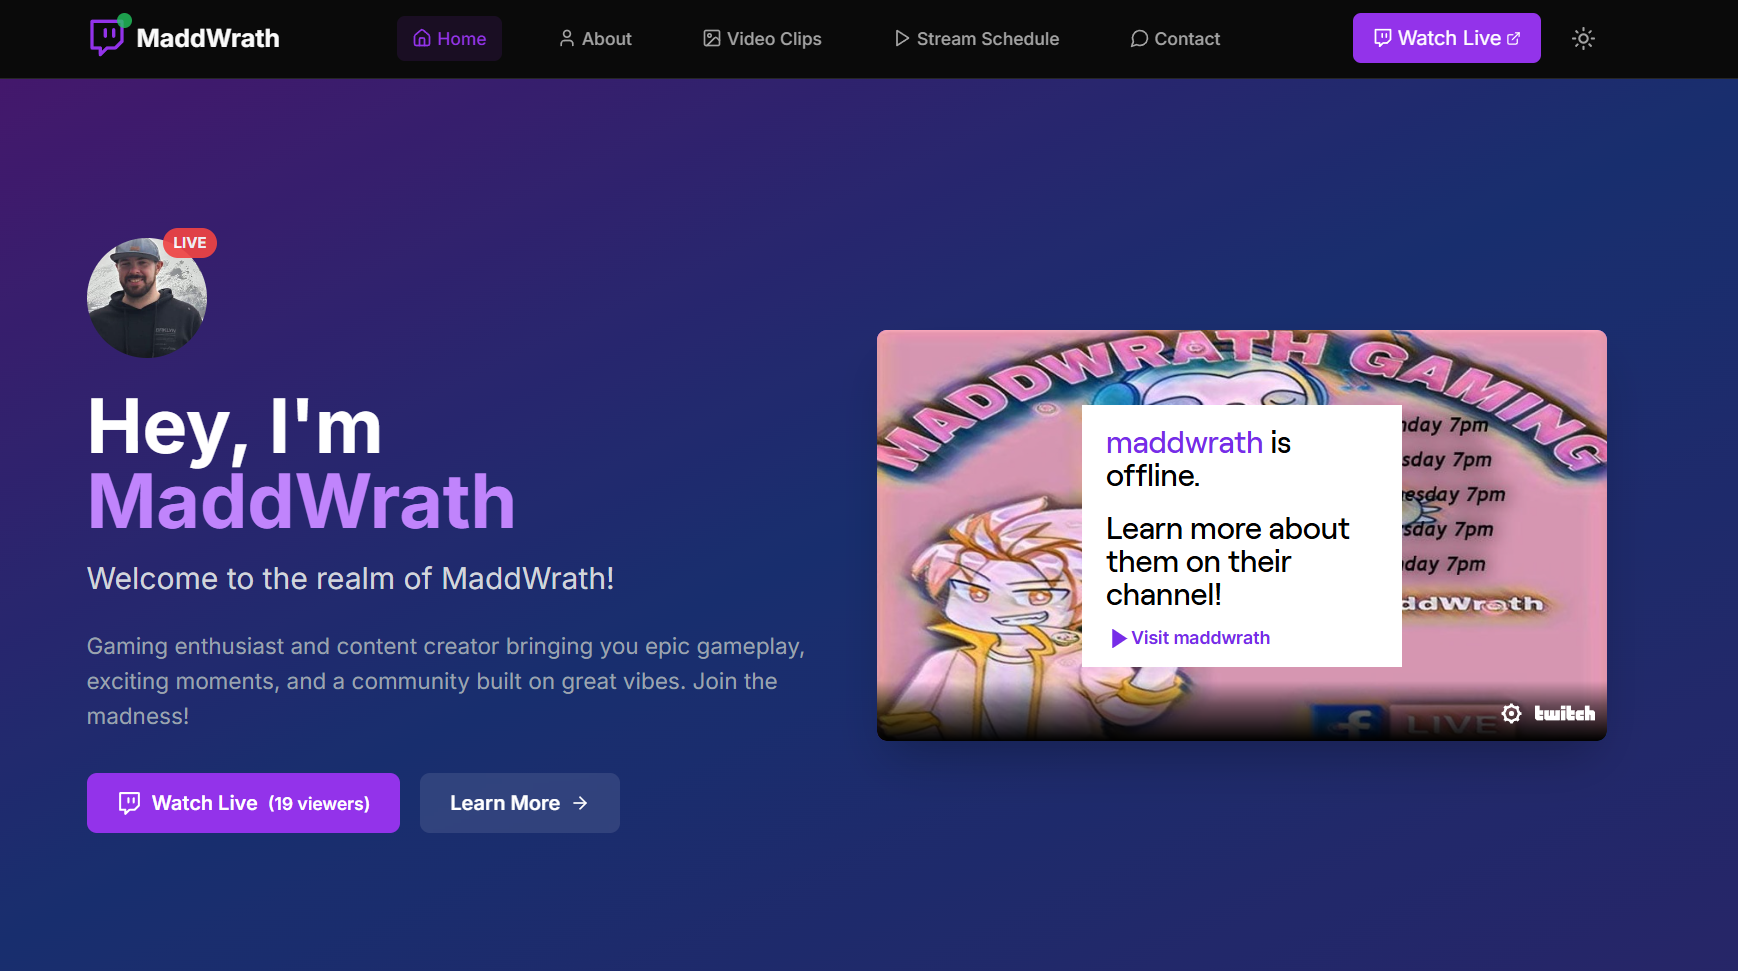 MaddWrath
Home
About
Video Clips
Stream Schedule
Contact
Watch Live
LIVE
Hey, I'm
MaddWrath
Welcome to the realm of MaddWrath!
Gaming enthusiast and content creator bringing you epic gameplay,
exciting moments, and a community built on great vibes. Join the
madness!
Watch Live (19 viewers)
Learn More
MADDWRATH GAMING
maddwrath is
offline.
Learn more about
them on their
channel!
Visit maddwrath
nday 7pm
sday 7pm
esday 7pm
sday 7pm
day 7pm
ddWrath
f LIVE
twitch